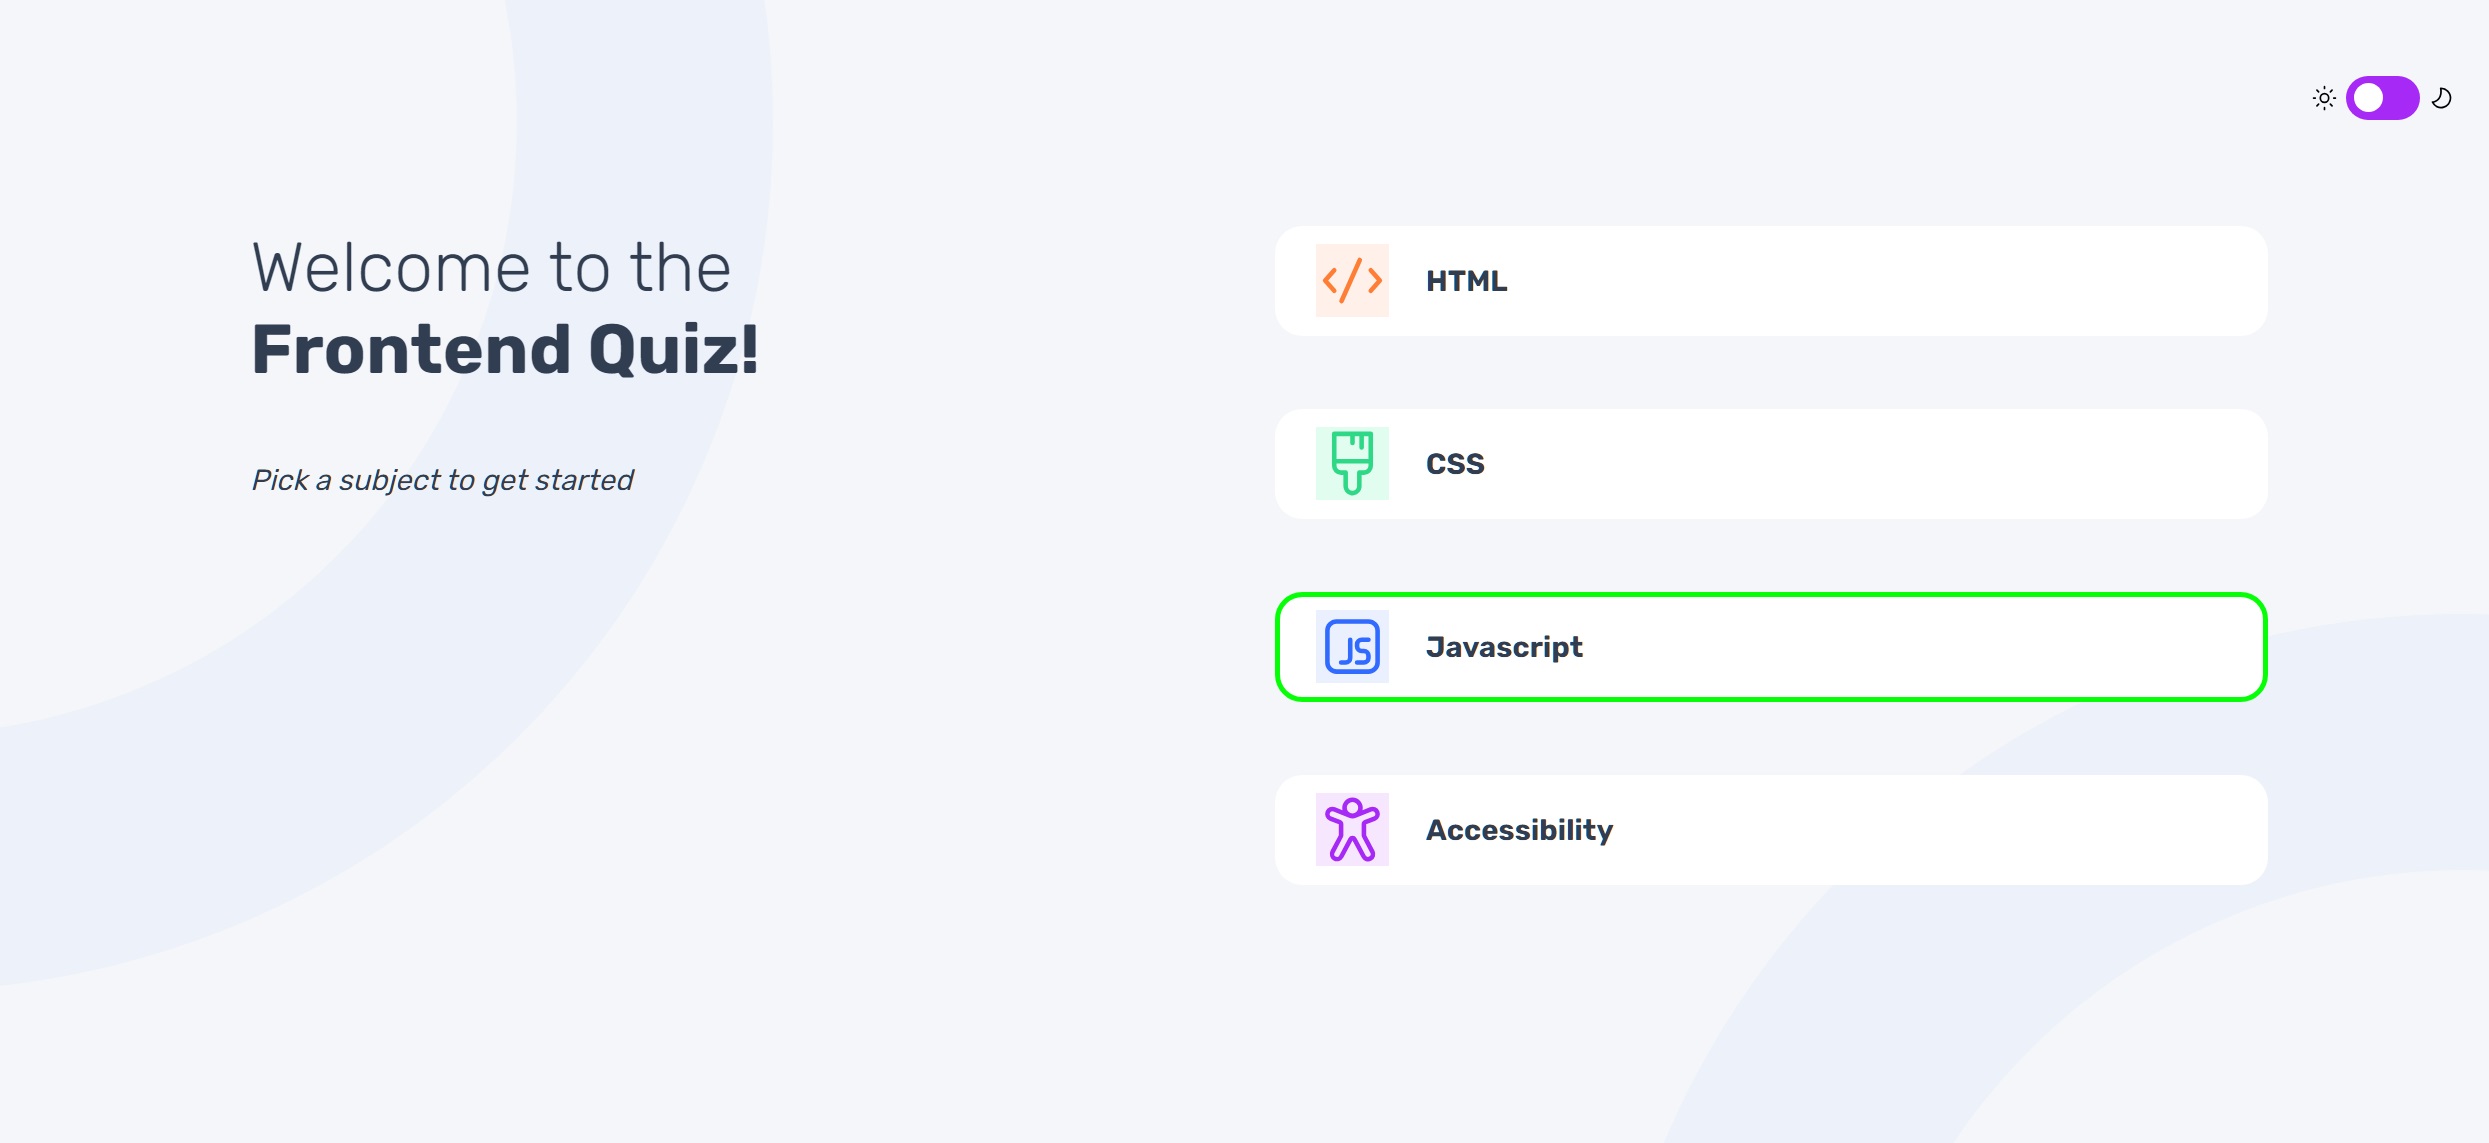 Welcome to the
Frontend Quiz!
Pick a subject to get started
HTML
CSS
JS Javascript
Accessibility